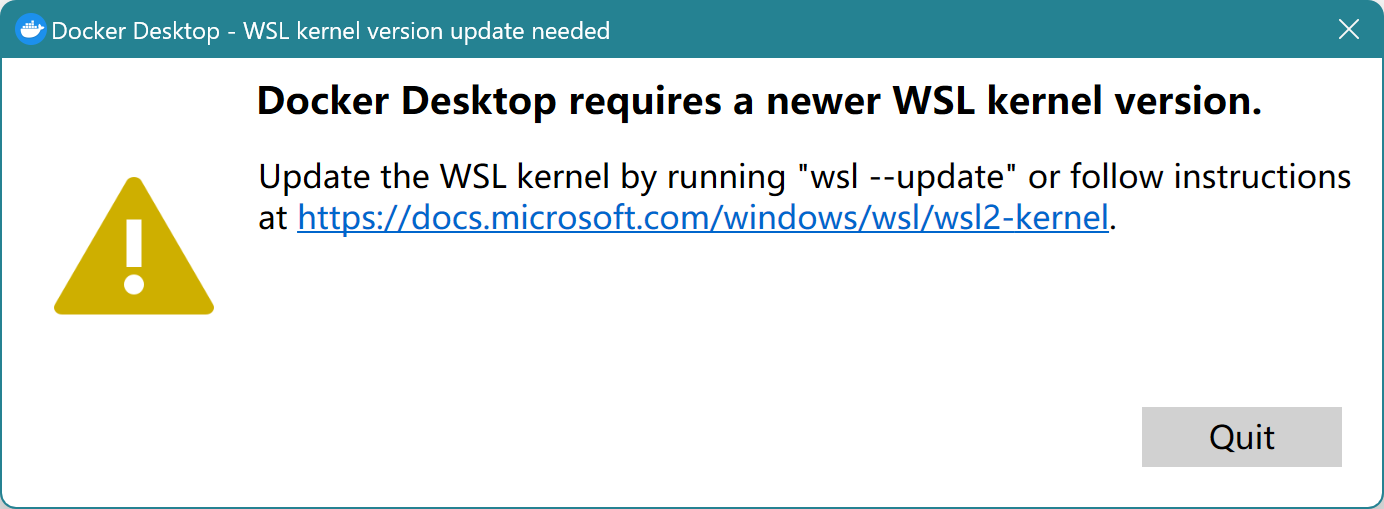 Docker Desktop - WSL kernel version update needed
Docker Desktop requires a newer WSL kernel version.
Update the WSL kernel by running "wsl --update" or follow instructions
at https://docs.microsoft.com/windows/wsl/wsl2-kernel.
Quit